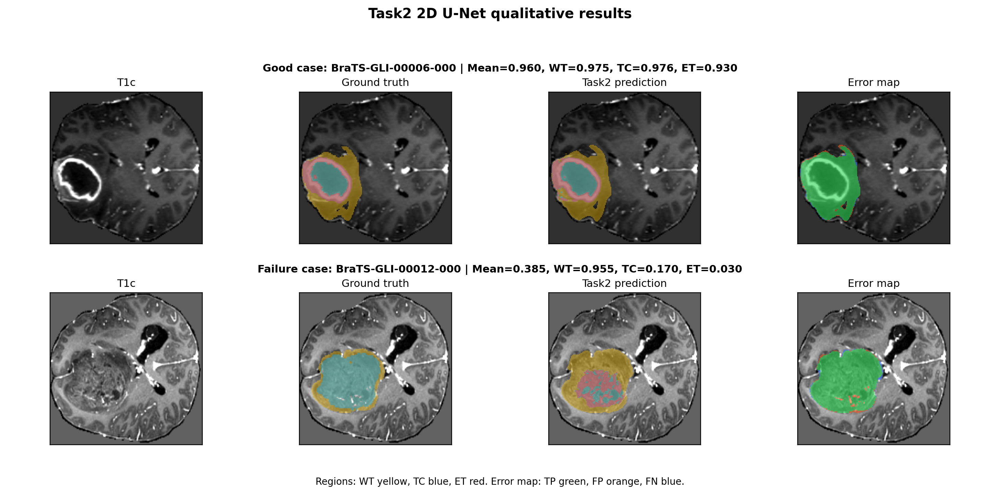 Task2 2D U-Net qualitative results
Good case: BraTS-GLI-00006-000 | Mean=0.960, WT=0.975, TC=0.976, ET=0.930
T1c
Ground truth
Task2 prediction
Error map
Failure case: BraTS-GLI-00012-000 | Mean=0.385, WT=0.955, TC=0.170, ET=0.030
T1c
Ground truth
Task2 prediction
Error map
Regions: WT yellow, TC blue, ET red. Error map: TP green, FP orange, FN blue.